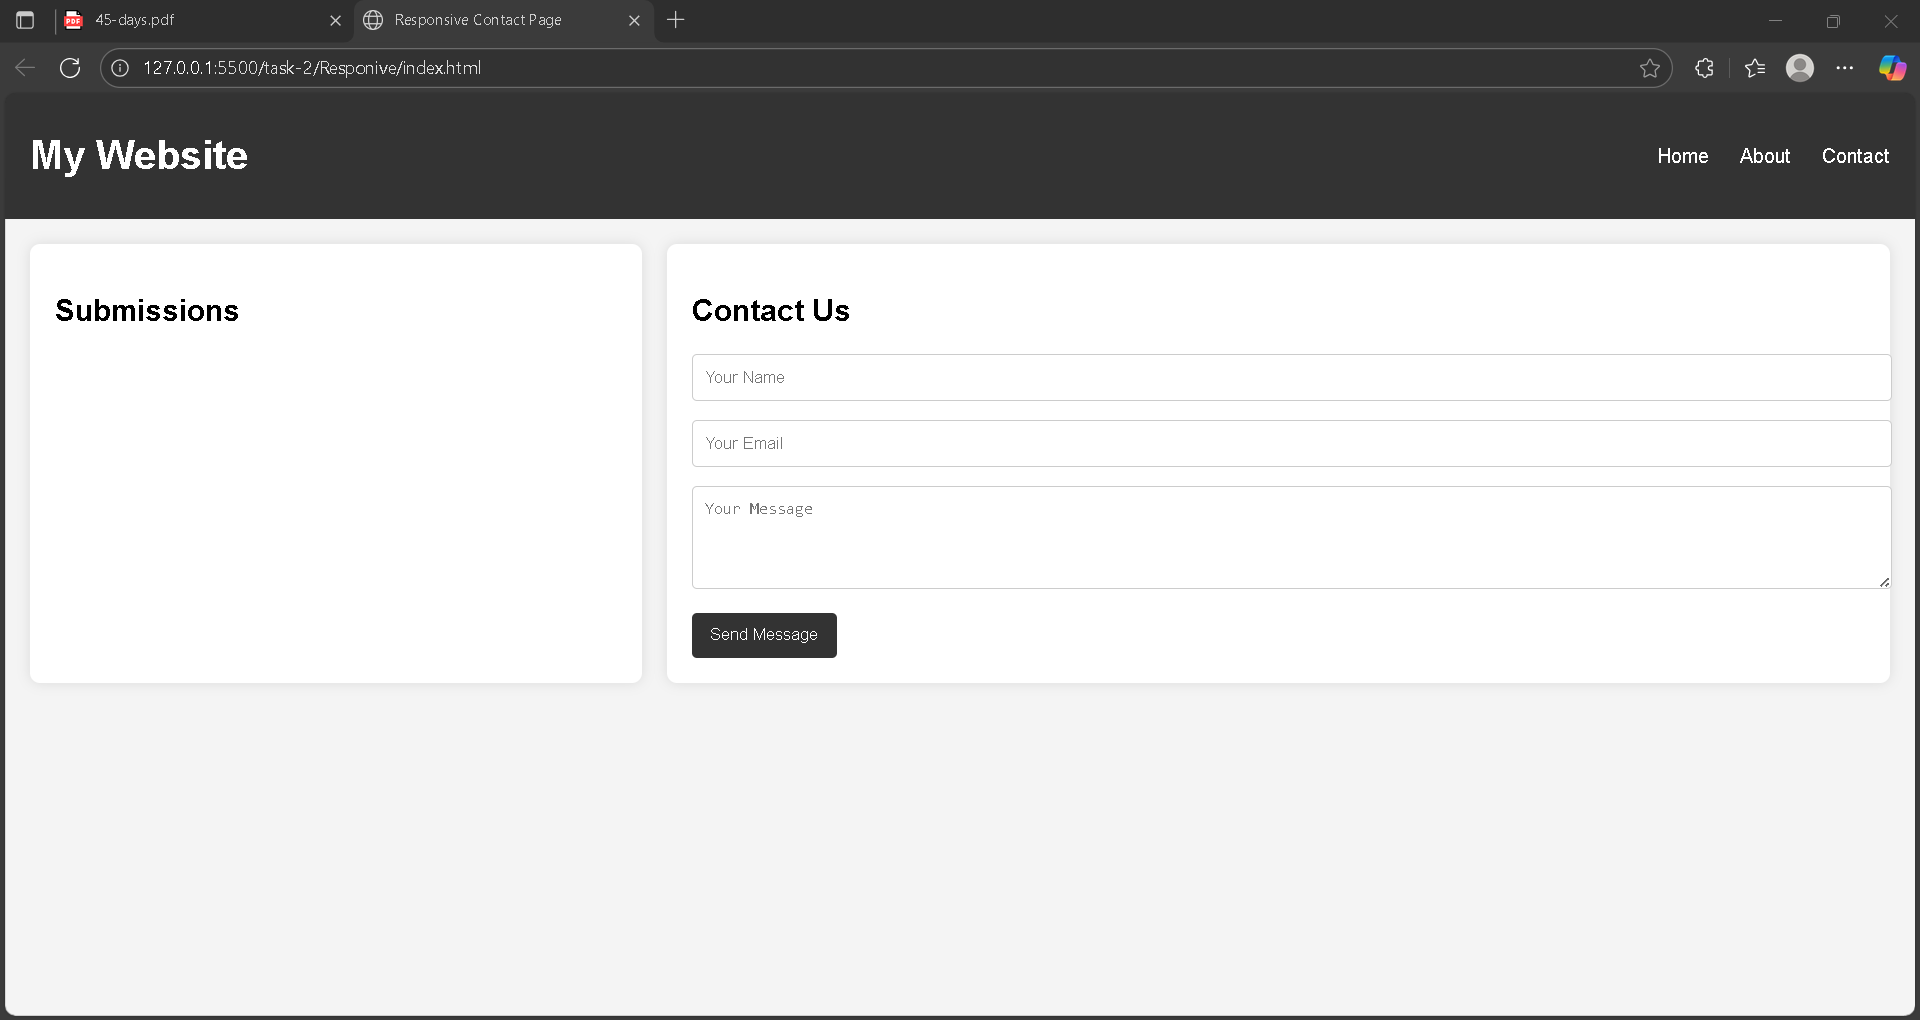 45-days.pdf
Responsive Contact Page
127.0.0.1:5500/task-2/Responive/index.html
My Website
Home About Contact
Submissions
Contact Us
Your Name
Your Email
Your Message
Send Message